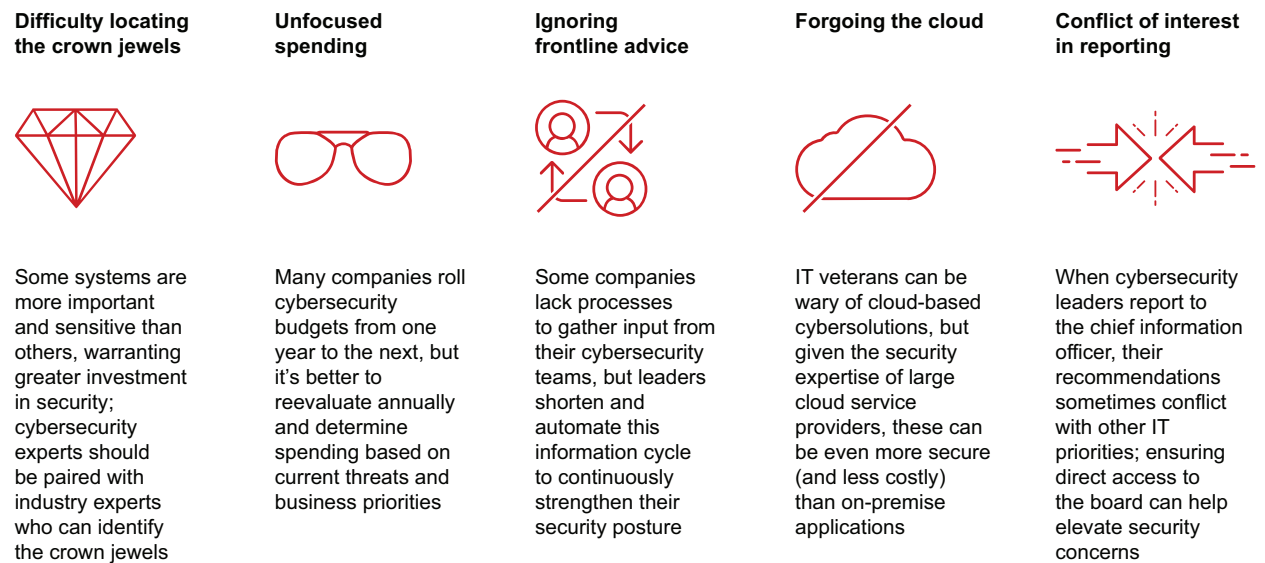 Difficulty locating
the crown jewels
Some systems are
more important
and sensitive than
others, warranting
greater investment
in security;
cybersecurity
experts should
be paired with
industry experts
who can identify
the crown jewels
Unfocused
spending
Many companies roll
cybersecurity
budgets from one
year to the next, but
it’s better to
reevaluate annually
and determine
spending based on
current threats and
business priorities
Ignoring
frontline advice
Some companies
lack processes
to gather input from
their cybersecurity
teams, but leaders
shorten and
automate this
information cycle
to continuously
strengthen their
security posture
Forgoing the cloud
IT veterans can be
wary of cloud-based
cybersolutions, but
given the security
expertise of large
cloud service
providers, these can
be even more secure
(and less costly)
than on-premise
applications
Conflict of interest
in reporting
When cybersecurity
leaders report to
the chief information
officer, their
recommendations
sometimes conflict
with other IT
priorities; ensuring
direct access to
the board can help
elevate security
concerns